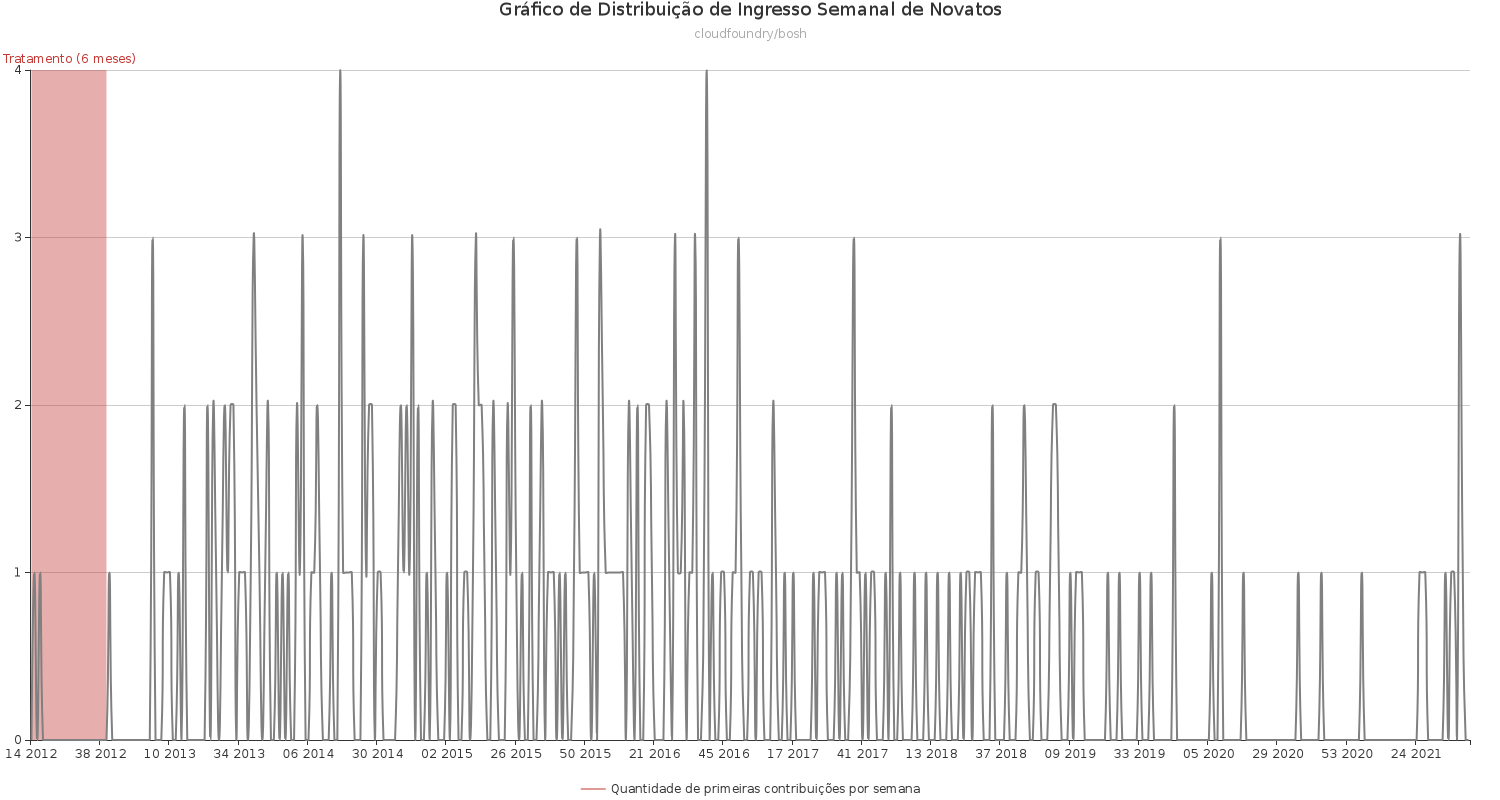 Gráfico de Distribuição de Ingresso Semanal de Novatos
cloudfoundry/bosh
Tratamento (6 meses)
4
3
2
1
0
14 2012 38 2012 10 2013 34 2013 06 2014 30 2014 02 2015 26 2015 50 2015 21 2016 45 2016 17 2017 41 2017 13 2018 37 2018 09 2019 33 2019 05 2020 29 2020 53 2020 24 2021
Quantidade de primeiras contribuições por semana